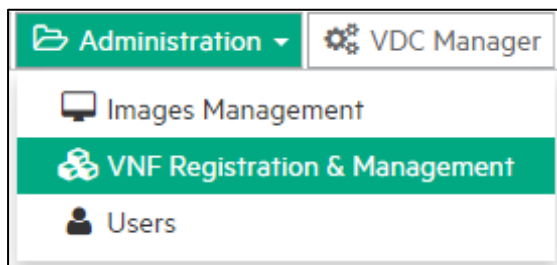 Administration VDC Manager
Images Management
VNF Registration & Management
Users